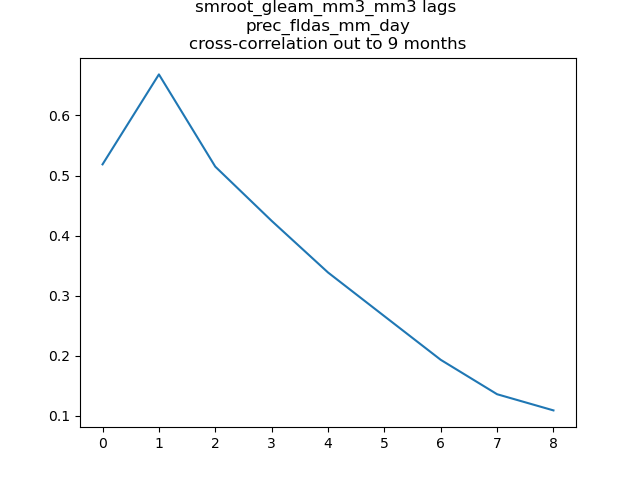 smroot_gleam_mm3_mm3 lags
prec_fldas_mm_day
cross-correlation out to 9 months
0.6
0.5
0.4
0.3
0.2
0.1
0 1 2 3 4 5 6 7 8